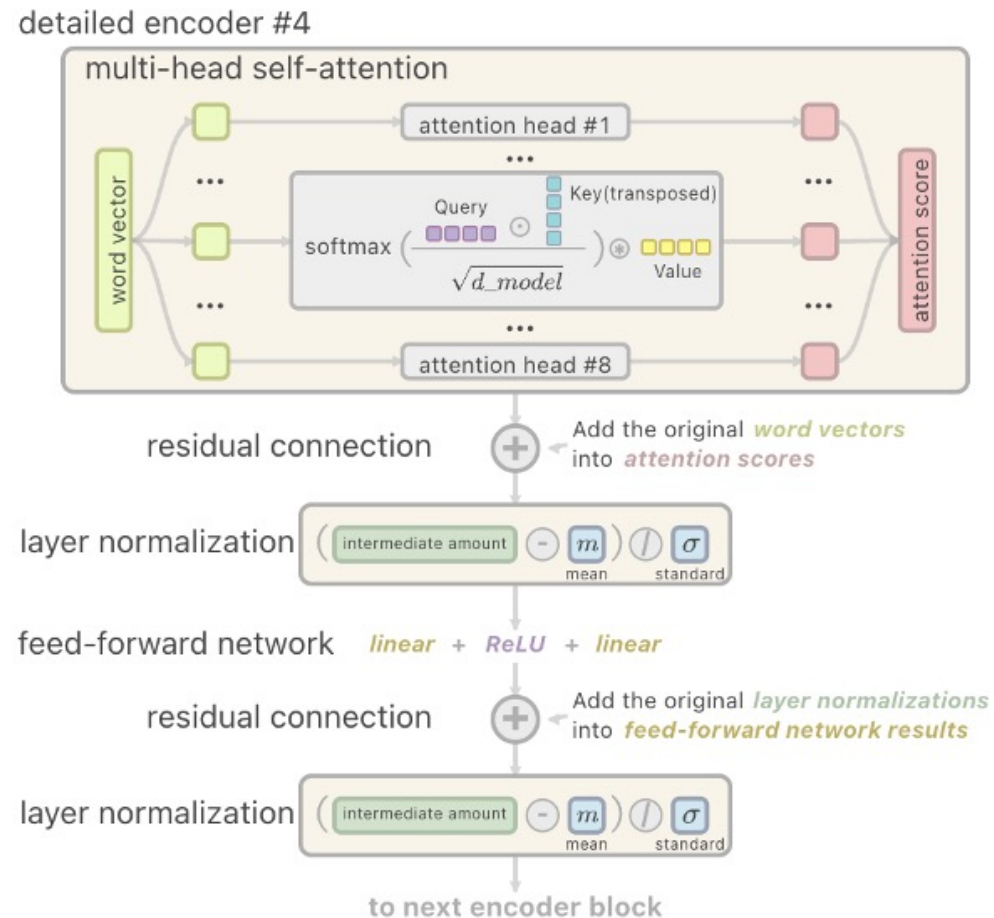 detailed encoder #4
multi-head self-attention
word vector
attention head #1
...
...
...
Query
Key(transposed)
softmax ( ⊙ ) ⊛
√d_model
Value
...
...
...
attention head #8
attention score
residual connection
Add the original word vectors
into attention scores
layer normalization
( intermediate amount - m ) / σ
mean standard
feed-forward network linear + ReLU + linear
residual connection
Add the original layer normalizations
into feed-forward network results
layer normalization
( intermediate amount - m ) / σ
mean standard
to next encoder block